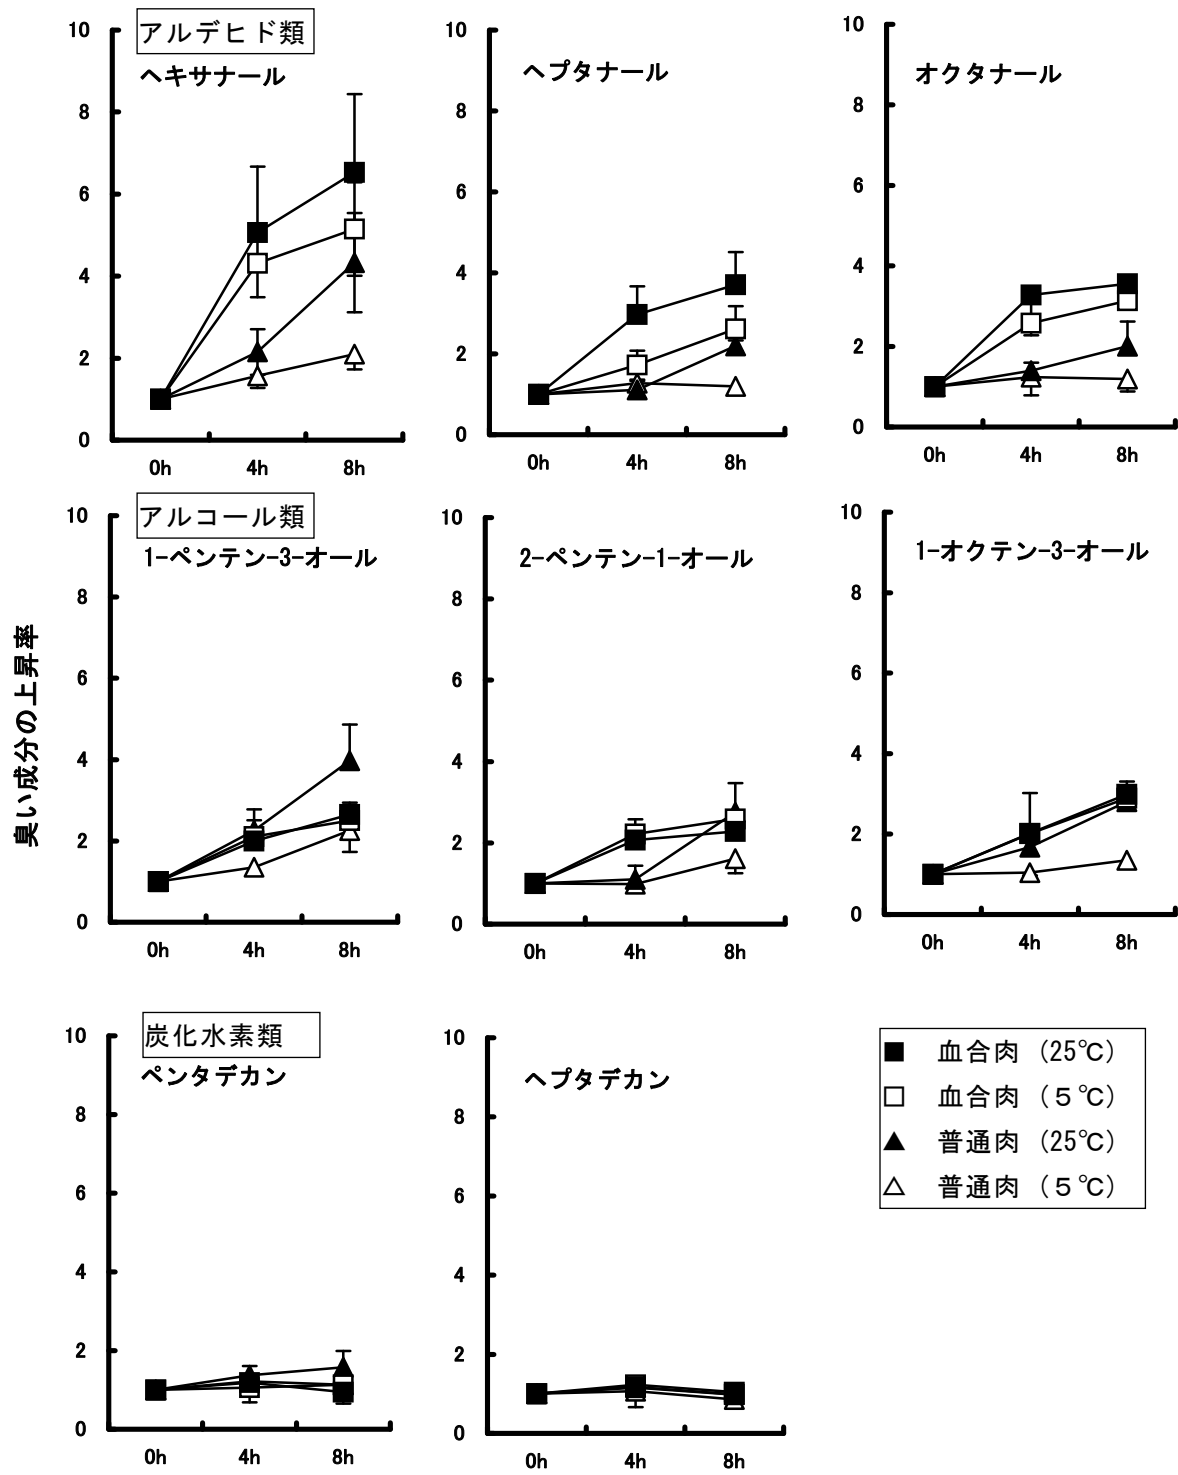 アルデヒド類
ヘキサナール
10
8
6
4
2
0
0h 4h 8h
ヘプタナール
10
8
6
4
2
0
0h 4h 8h
オクタナール
10
8
6
4
2
0
0h 4h 8h
臭い成分の上昇率
アルコール類
1-ペンテン-3-オール
10
8
6
4
2
0
0h 4h 8h
2-ペンテン-1-オール
10
8
6
4
2
0
0h 4h 8h
1-オクテン-3-オール
10
8
6
4
2
0
0h 4h 8h
炭化水素類
ペンタデカン
10
8
6
4
2
0
0h 4h 8h
ヘプタデカン
10
8
6
4
2
0
0h 4h 8h
血合肉 (25℃)
血合肉 (５℃)
普通肉 (25℃)
普通肉 (５℃)